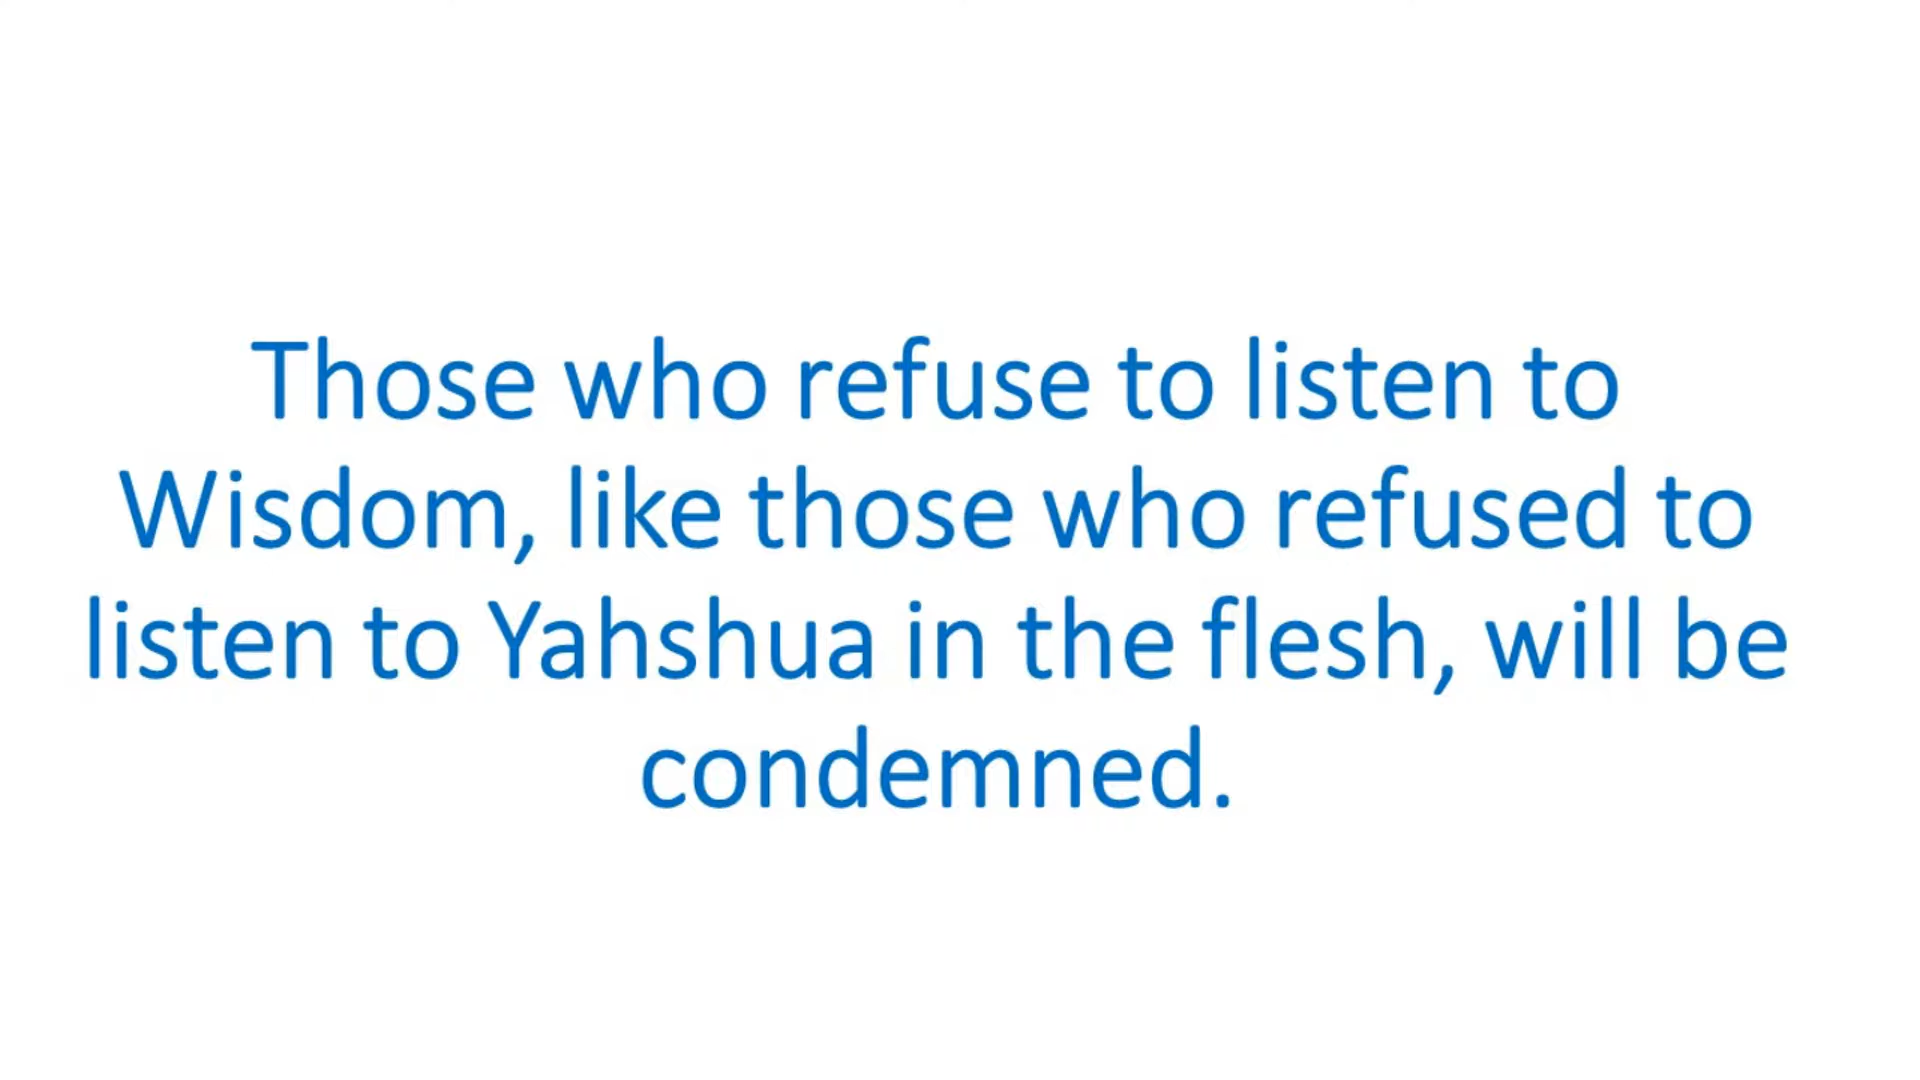 Those who refuse to listen to
Wisdom, like those who refused to
listen to Yahshua in the flesh, will be
condemned.